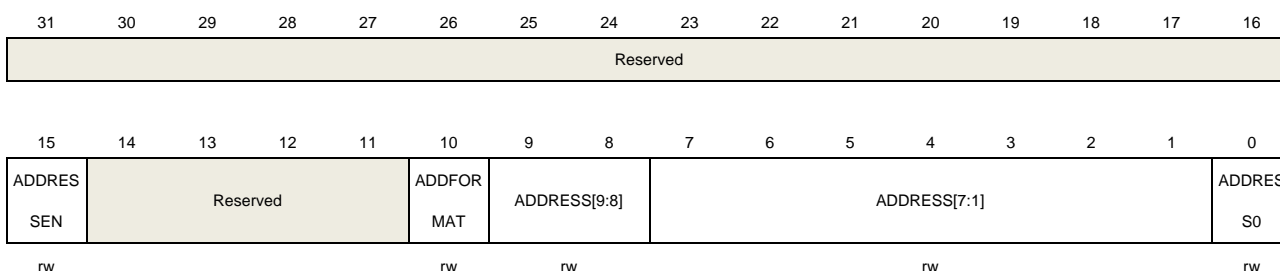 31 30 29 28 27 26 25 24 23 22 21 20 19 18 17 16
Reserved
15 14 13 12 11 10 9 8 7 6 5 4 3 2 1 0
ADDRES
SEN
Reserved
ADDFOR
MAT
ADDRESS[9:8]
ADDRESS[7:1]
ADDRES
S0
rw rw rw rw rw